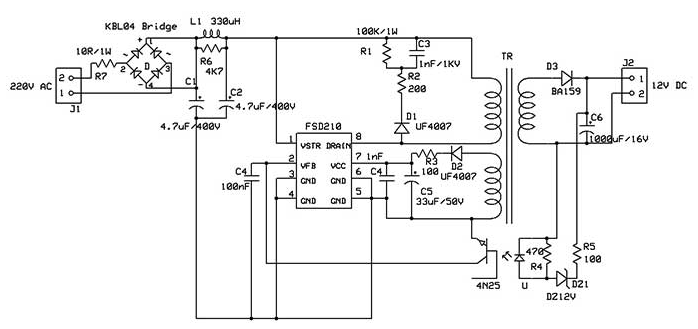 KBL04 Bridge
L1 330uH
10R/1W
R7
220V AC
2
1
J1
+
1
~
2
D
~
3
-
4
R6
4K7
C1
+
4.7uF/400V
C2
+
4.7uF/400V
100K/1W
R1
C3
1nF/1KV
R2
200
D1
UF4007
TR
D3
BA159
J2
1
2
12V DC
C6
+
1000uF/16V
FSD210
1
VSTR
DRAIN
8
2
VFB
VCC
7
3
GND
GND
6
4
GND
GND
5
C4
100nF
1nF
C4
R3
100
D2
UF4007
+
C5
33uF/50V
4N25
U
470
R4
R5
100
DZ1
DZ12V